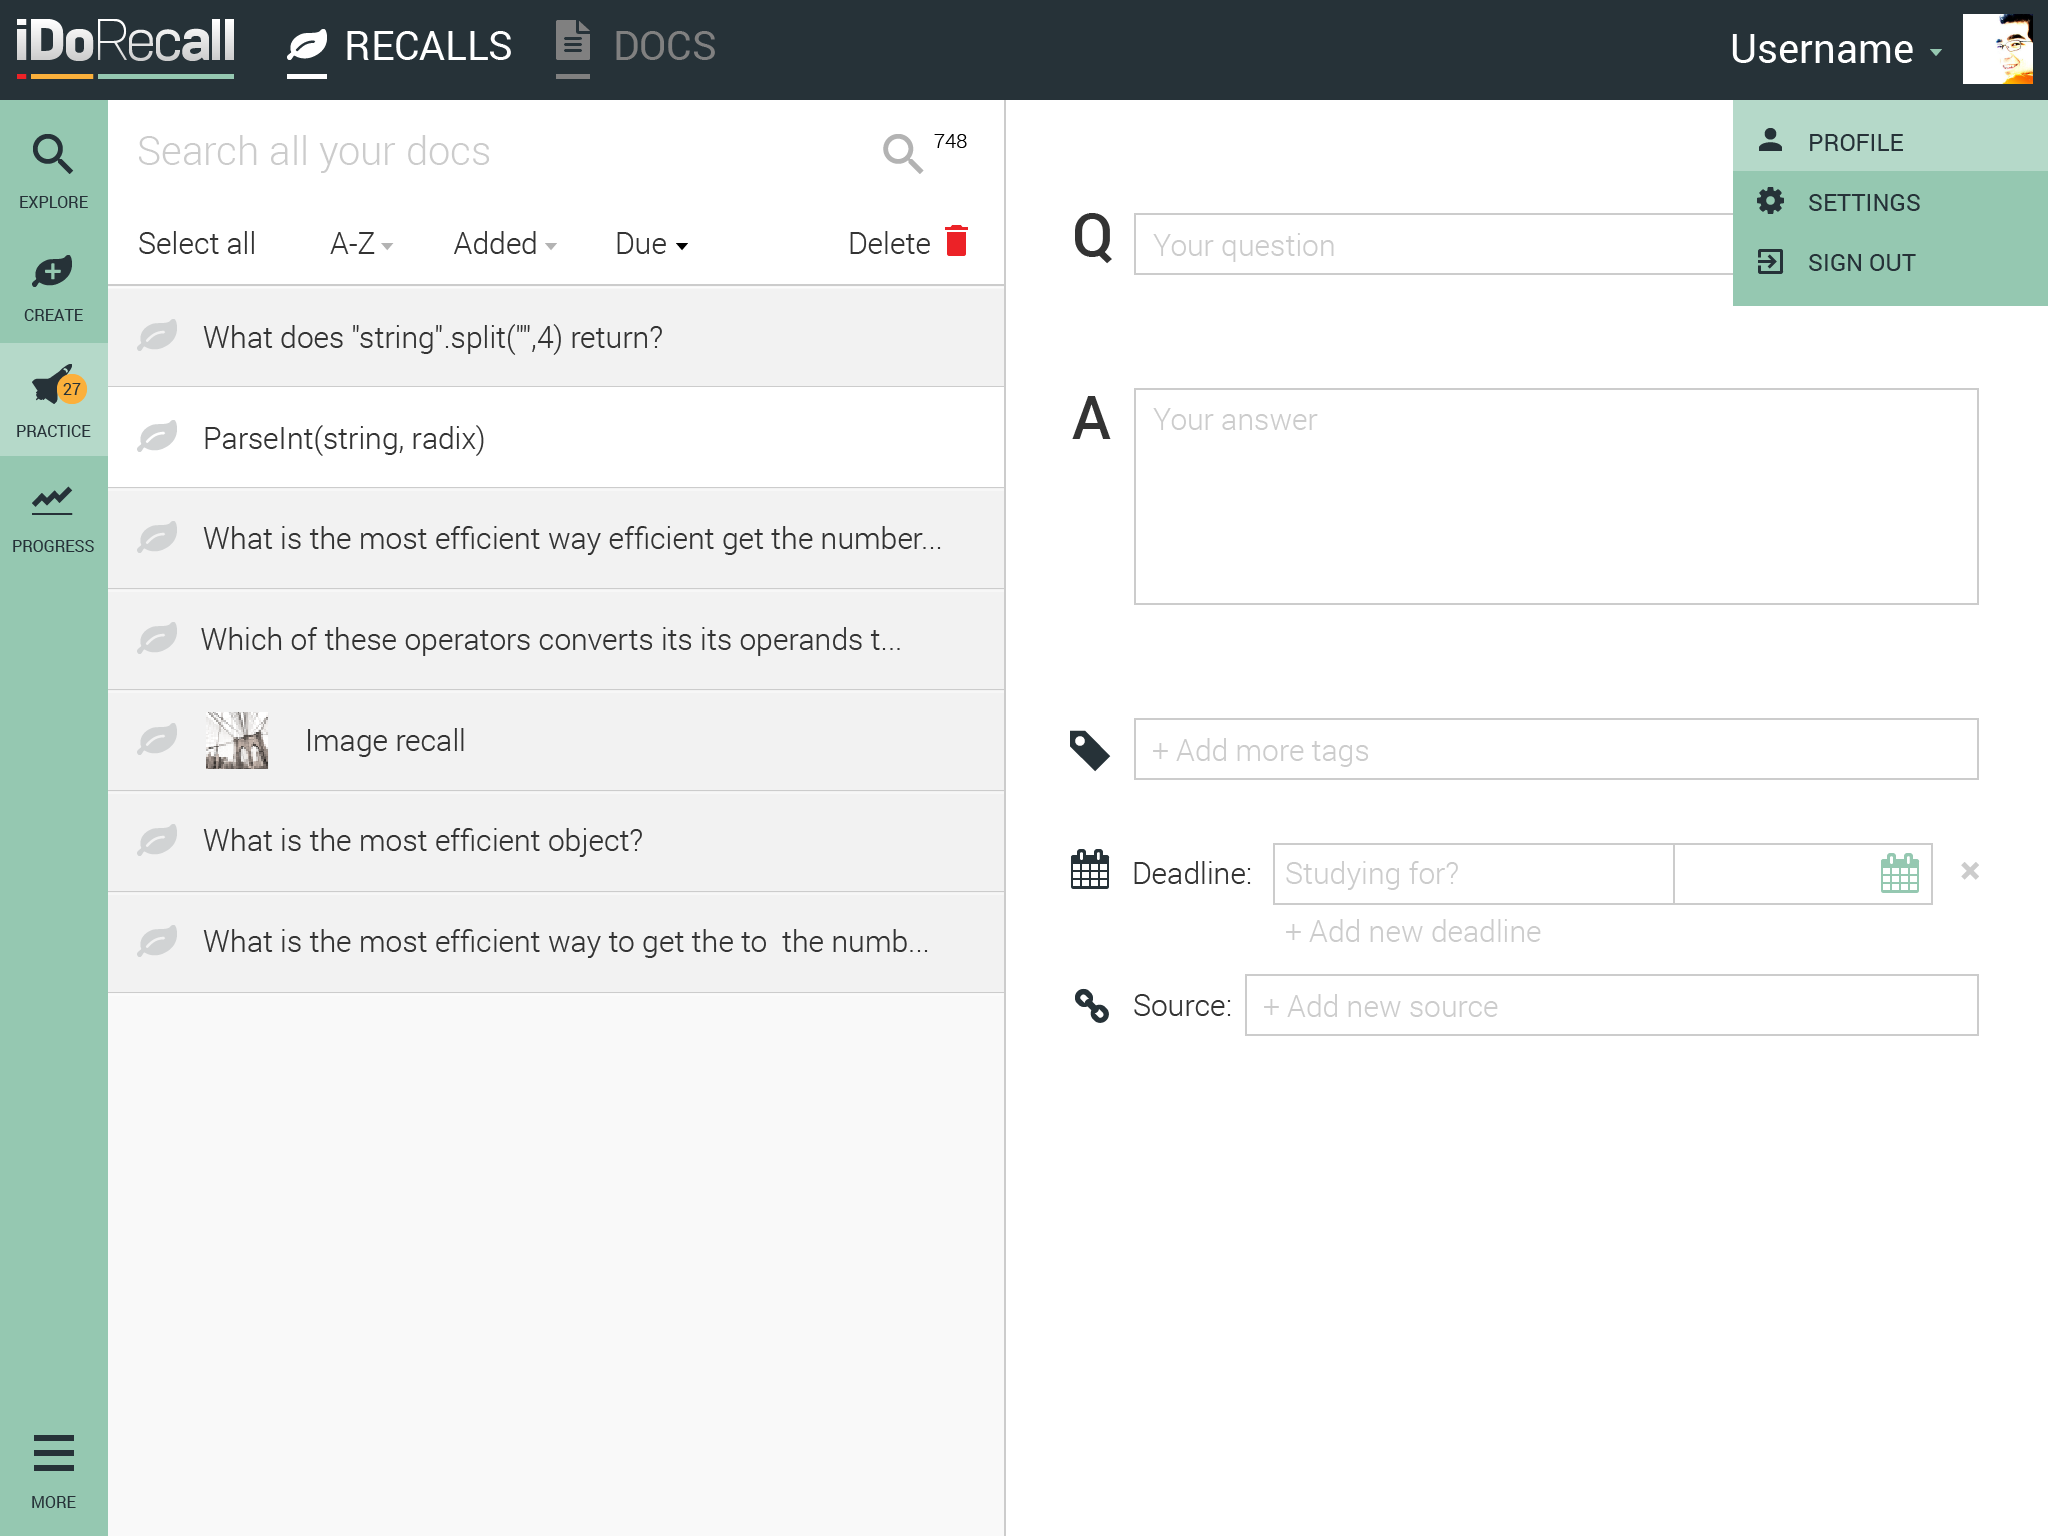 iDoRecall RECALLS DOCS Username
EXPLORE
CREATE
27
PRACTICE
PROGRESS
MORE
Search all your docs 748
Select all A-Z Added Due Delete
What does "string".split("",4) return?
ParseInt(string, radix)
What is the most efficient way efficient get the number...
Which of these operators converts its its operands t...
Image recall
What is the most efficient object?
What is the most efficient way to get the to the numb...
PROFILE
SETTINGS
SIGN OUT
Q Your question
A Your answer
+ Add more tags
Deadline: Studying for?
+ Add new deadline
Source: + Add new source